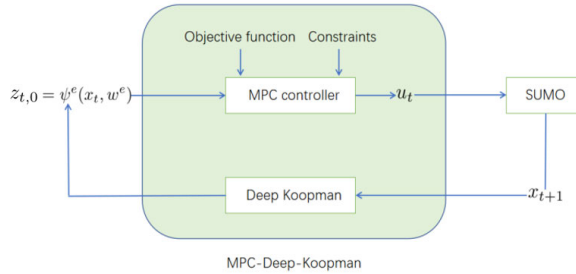 Objective function Constraints
z_{t,0} = ψ^e(x_t, w^e) MPC controller u_t SUMO
Deep Koopman x_{t+1}
MPC-Deep-Koopman